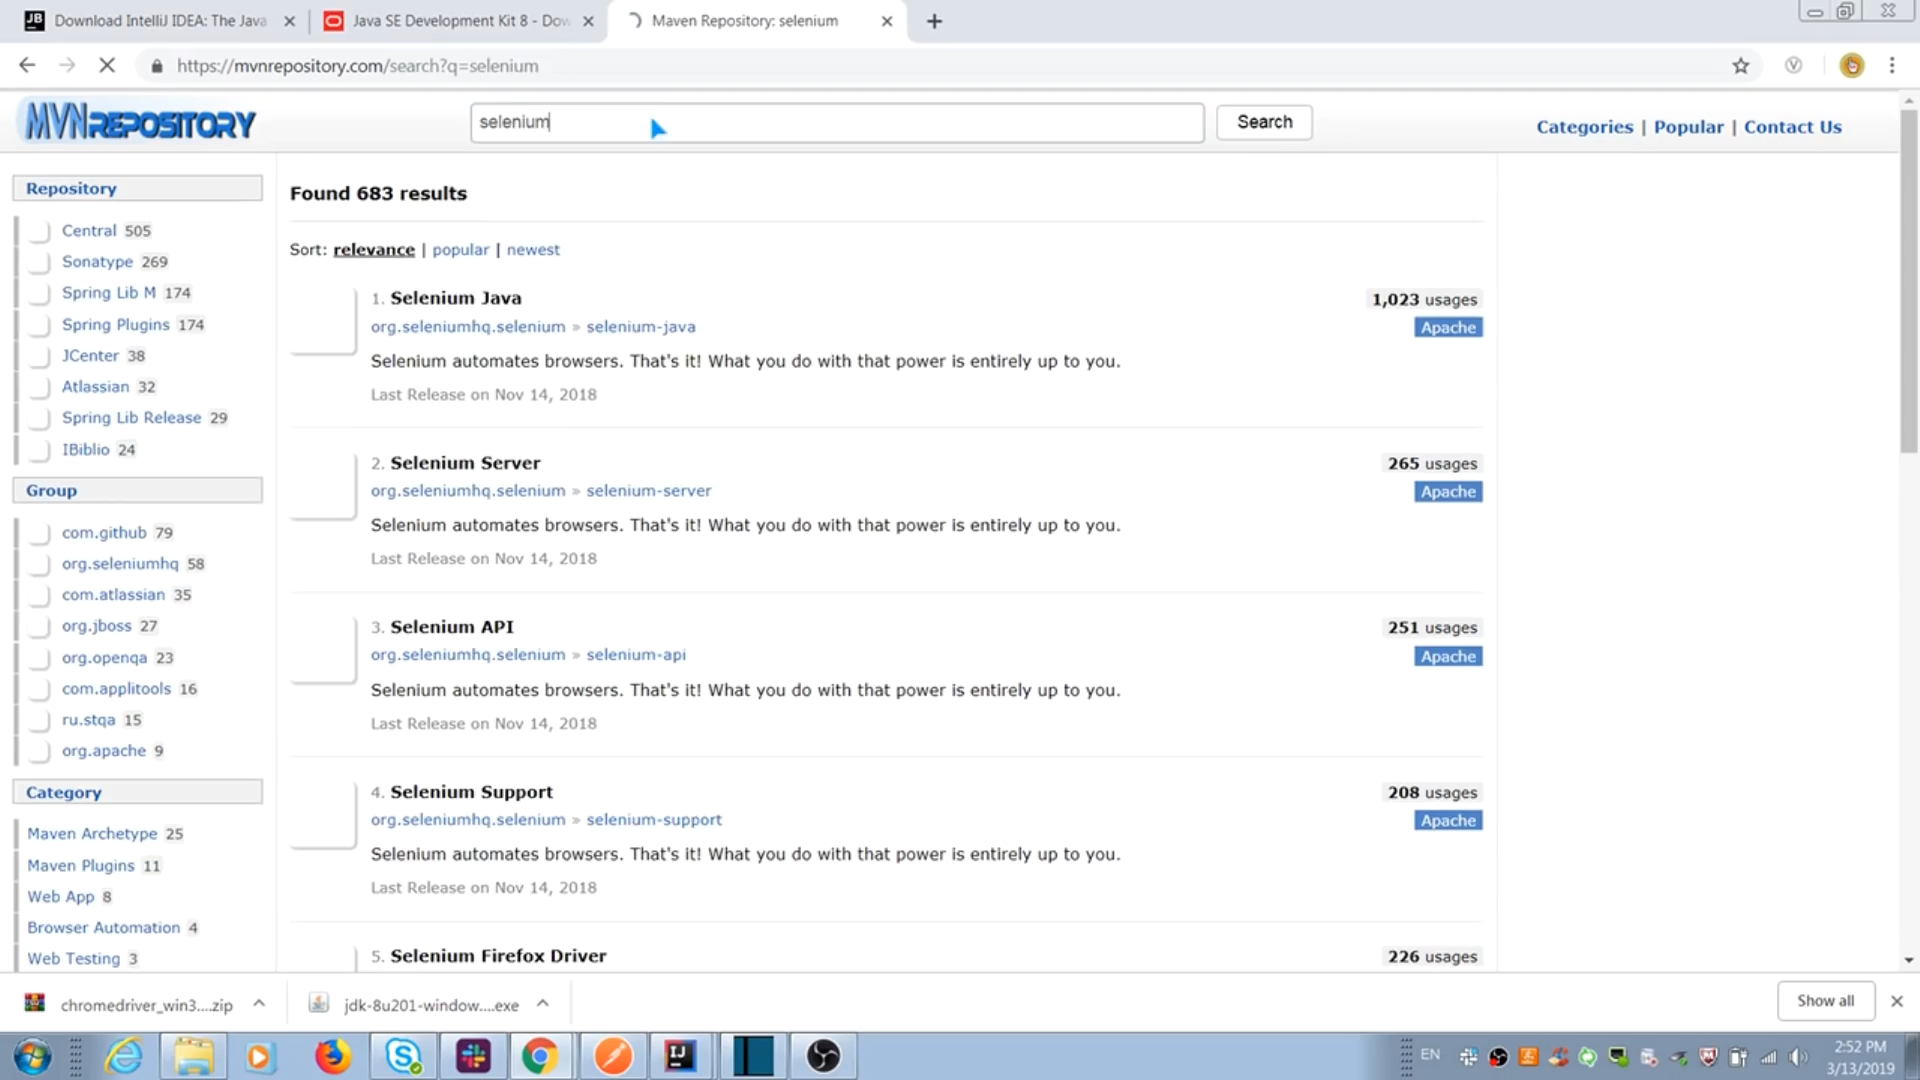 Download IntelliJ IDEA: The Java
Java SE Development Kit 8 - Dow
Maven Repository: selenium
https://mvnrepository.com/search?q=selenium
MVNREPOSITORY
selenium
Search
Categories | Popular | Contact Us
Repository
Central 505
Sonatype 269
Spring Lib M 174
Spring Plugins 174
JCenter 38
Atlassian 32
Spring Lib Release 29
IBiblio 24
Group
com.github 79
org.seleniumhq 58
com.atlassian 35
org.jboss 27
org.openqa 23
com.applitools 16
ru.stqa 15
org.apache 9
Category
Maven Archetype 25
Maven Plugins 11
Web App 8
Browser Automation 4
Web Testing 3
Found 683 results
Sort: relevance | popular | newest
1. Selenium Java
1,023 usages
org.seleniumhq.selenium » selenium-java
Apache
Selenium automates browsers. That's it! What you do with that power is entirely up to you.
Last Release on Nov 14, 2018
2. Selenium Server
265 usages
org.seleniumhq.selenium » selenium-server
Apache
Selenium automates browsers. That's it! What you do with that power is entirely up to you.
Last Release on Nov 14, 2018
3. Selenium API
251 usages
org.seleniumhq.selenium » selenium-api
Apache
Selenium automates browsers. That's it! What you do with that power is entirely up to you.
Last Release on Nov 14, 2018
4. Selenium Support
208 usages
org.seleniumhq.selenium » selenium-support
Apache
Selenium automates browsers. That's it! What you do with that power is entirely up to you.
Last Release on Nov 14, 2018
5. Selenium Firefox Driver
226 usages
chromedriver_win3....zip
jdk-8u201-window....exe
Show all
EN
2:52 PM
3/13/2019